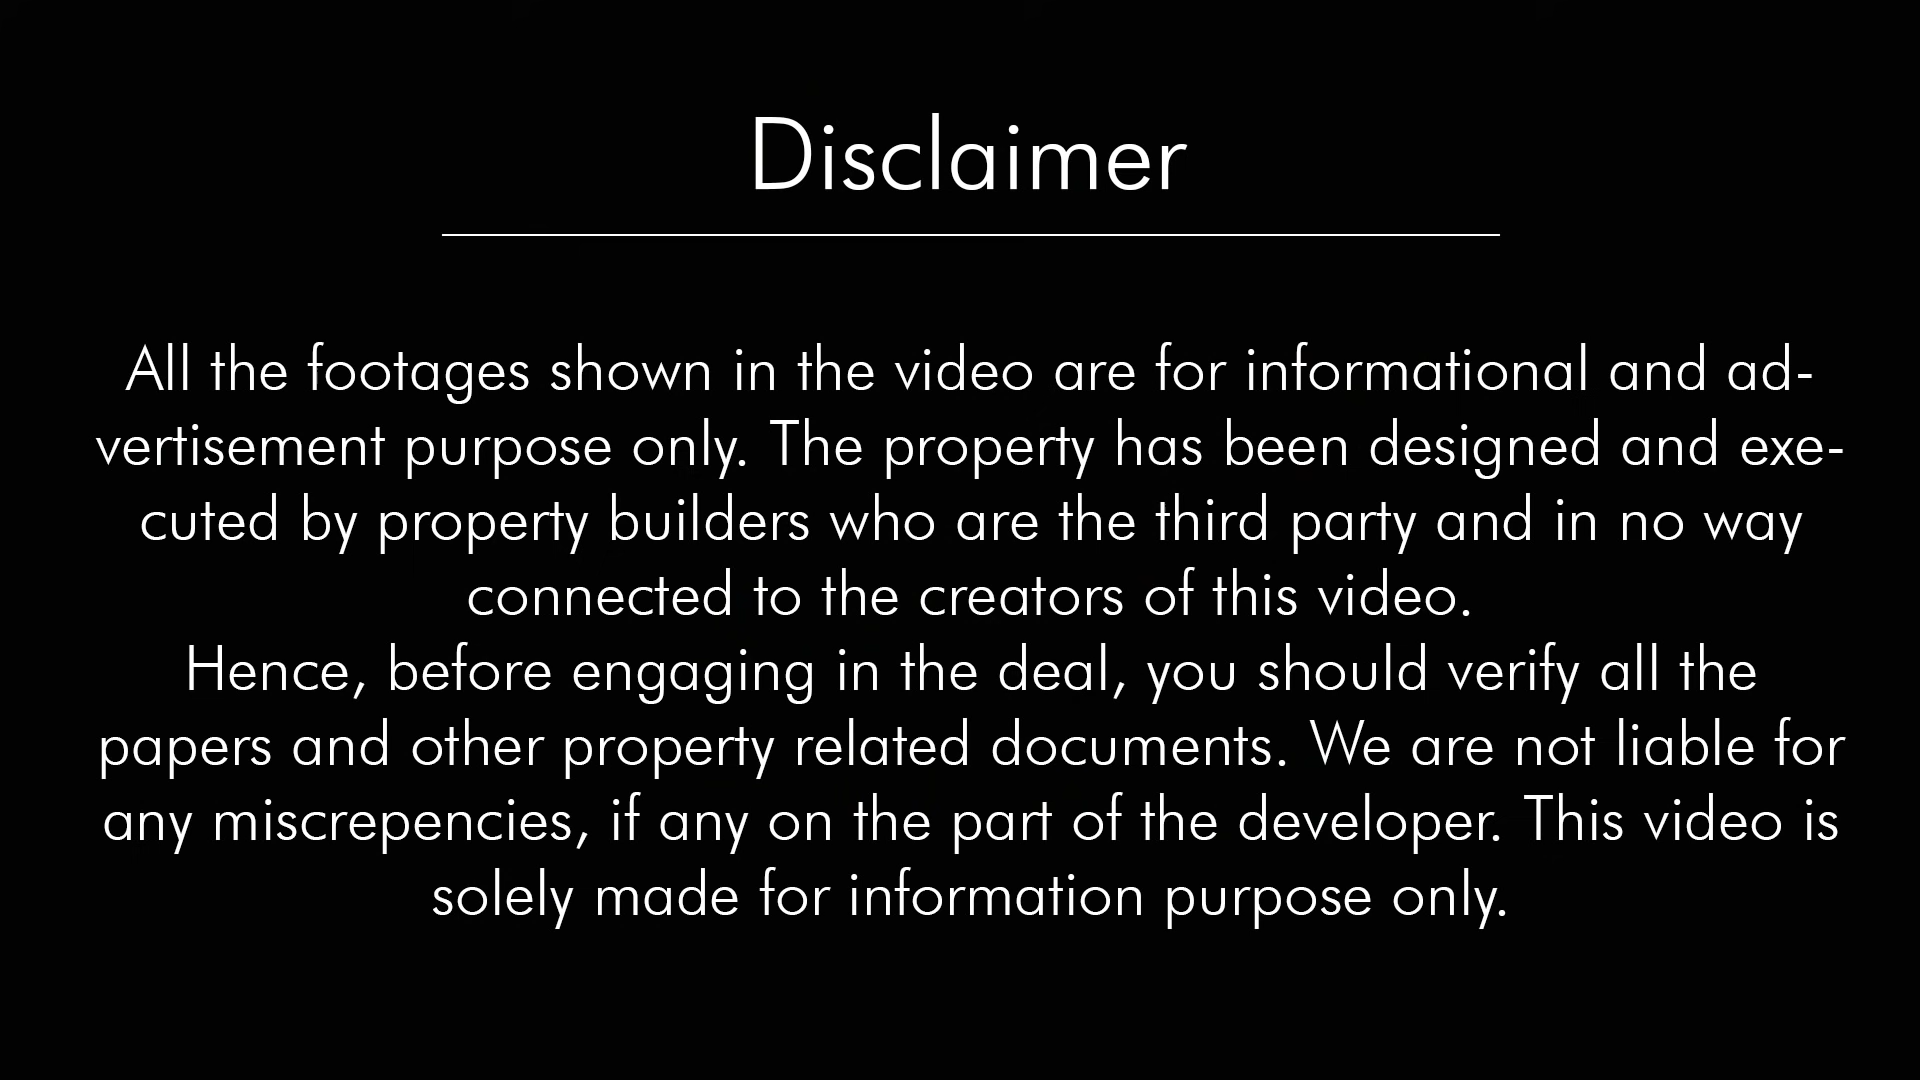 Disclaimer
All the footages shown in the video are for informational and ad-
vertisement purpose only. The property has been designed and exe-
cuted by property builders who are the third party and in no way
connected to the creators of this video.
Hence, before engaging in the deal, you should verify all the
papers and other property related documents. We are not liable for
any miscrepencies, if any on the part of the developer. This video is
solely made for information purpose only.